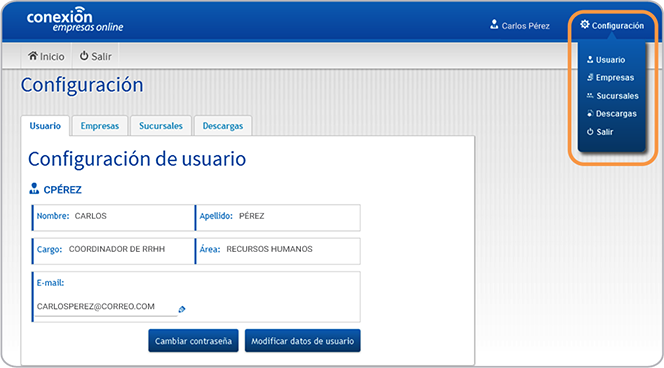 conexión
empresas online
Carlos Pérez
Configuración
Usuario
Empresas
Sucursales
Descargas
Salir
Inicio
Salir
Configuración
Usuario
Empresas
Sucursales
Descargas
Configuración de usuario
CPÉREZ
Nombre: CARLOS
Apellido: PÉREZ
Cargo: COORDINADOR DE RRHH
Área: RECURSOS HUMANOS
E-mail:
CARLOSPEREZ@CORREO.COM
Cambiar contraseña
Modificar datos de usuario